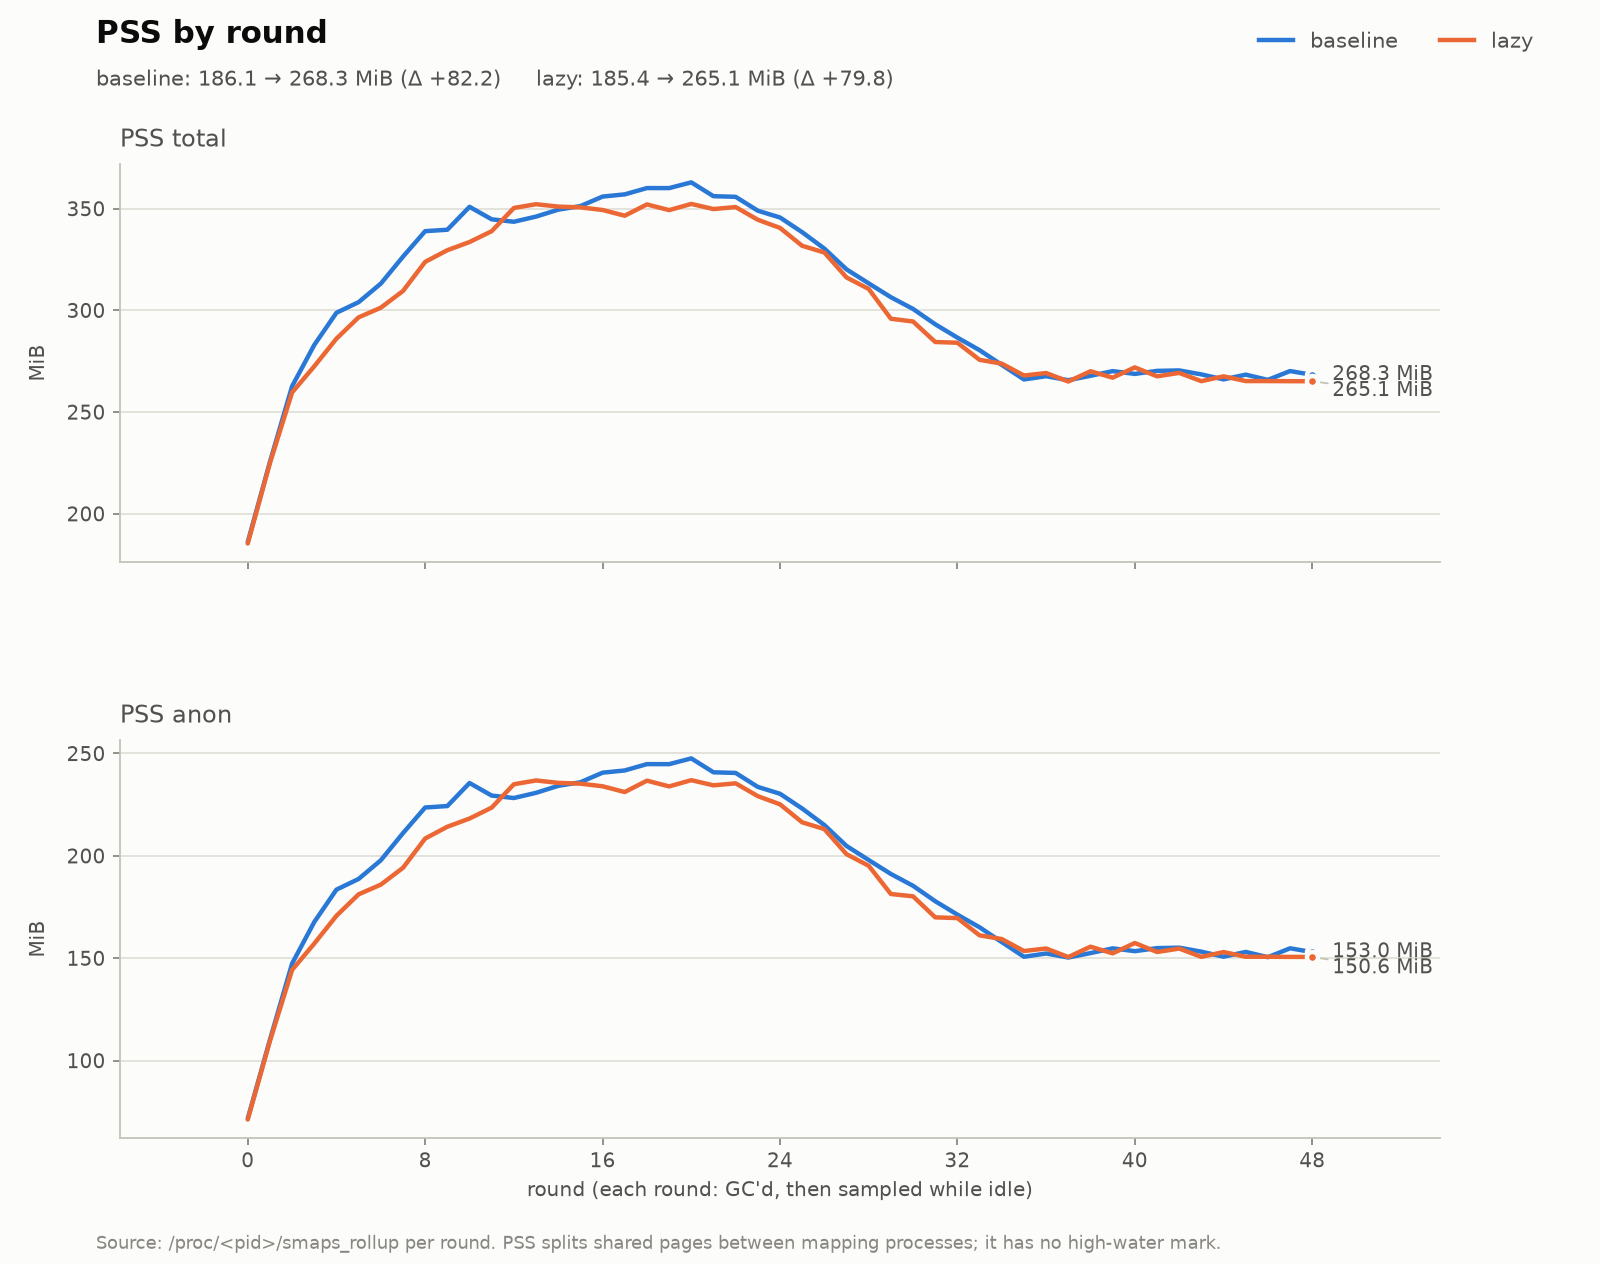 PSS by round
baseline lazy
baseline: 186.1 → 268.3 MiB (Δ +82.2) lazy: 185.4 → 265.1 MiB (Δ +79.8)
PSS total
350
300
250
200
MiB
268.3 MiB
265.1 MiB
PSS anon
250
200
150
100
MiB
153.0 MiB
150.6 MiB
0 8 16 24 32 40 48
round (each round: GC'd, then sampled while idle)
Source: /proc/<pid>/smaps_rollup per round. PSS splits shared pages between mapping processes; it has no high-water mark.